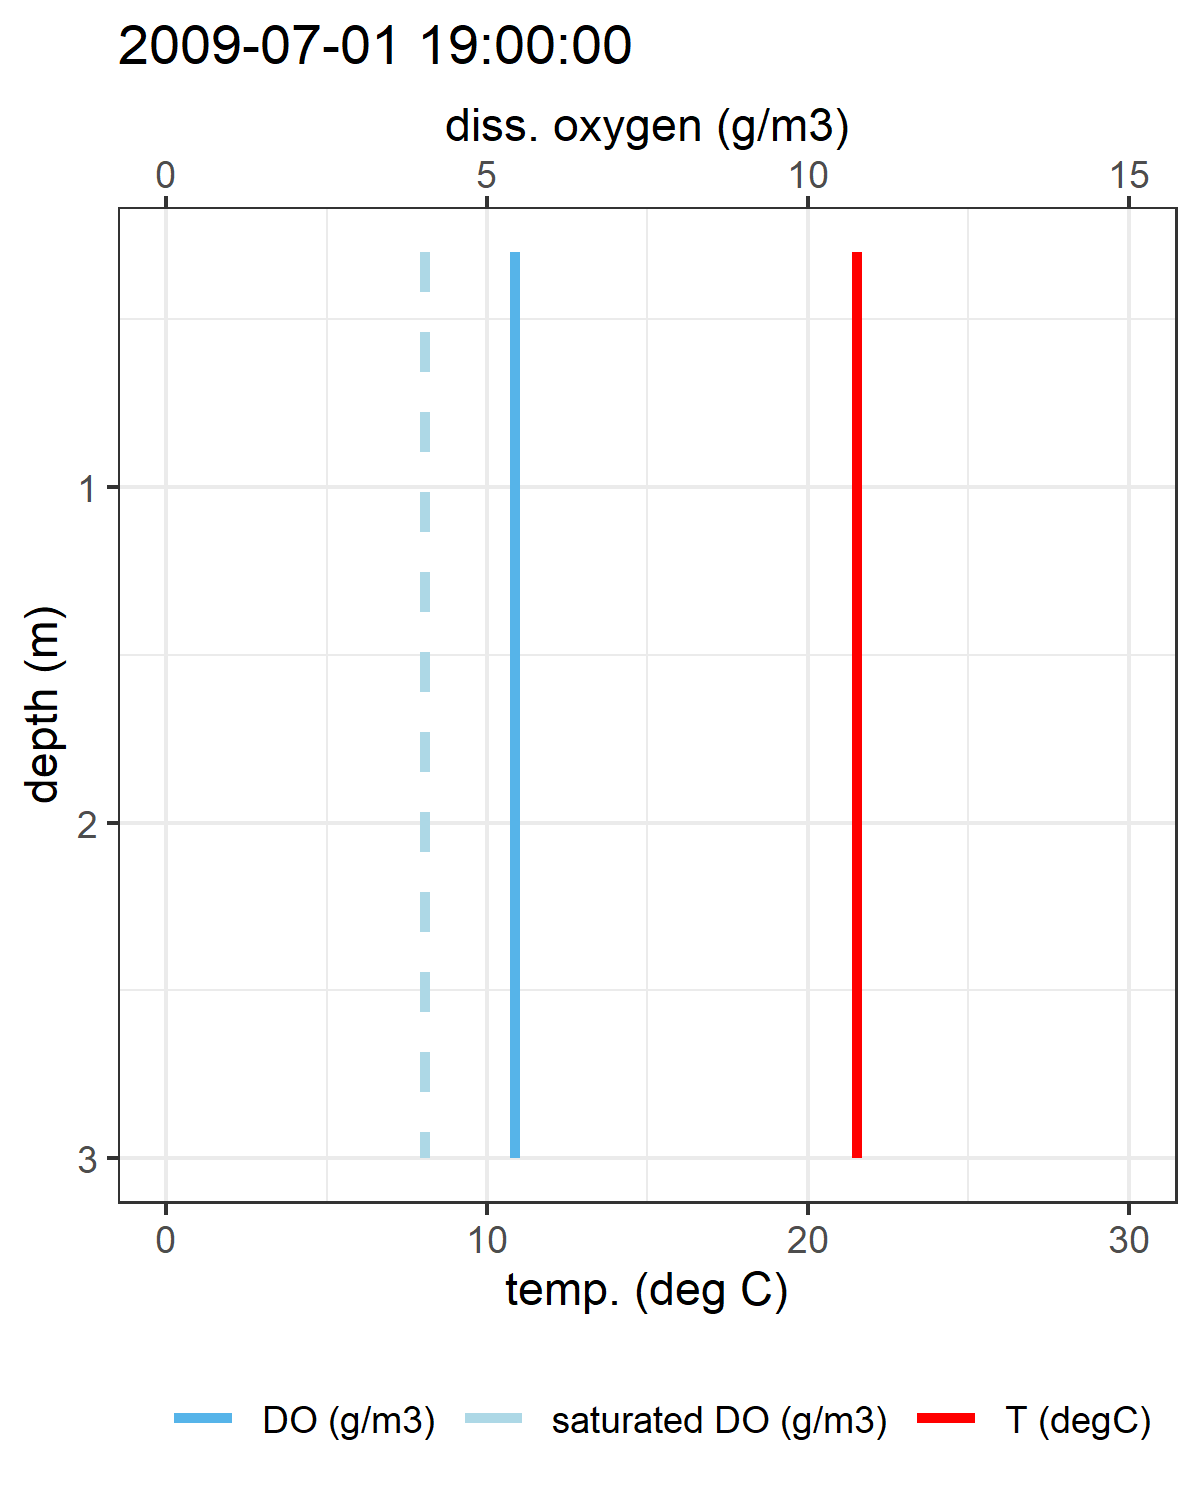 2009-07-01 19:00:00
diss. oxygen (g/m3)
0 5 10 15
1
2
3
depth (m)
0 10 20 30
temp. (deg C)
DO (g/m3) saturated DO (g/m3) T (degC)